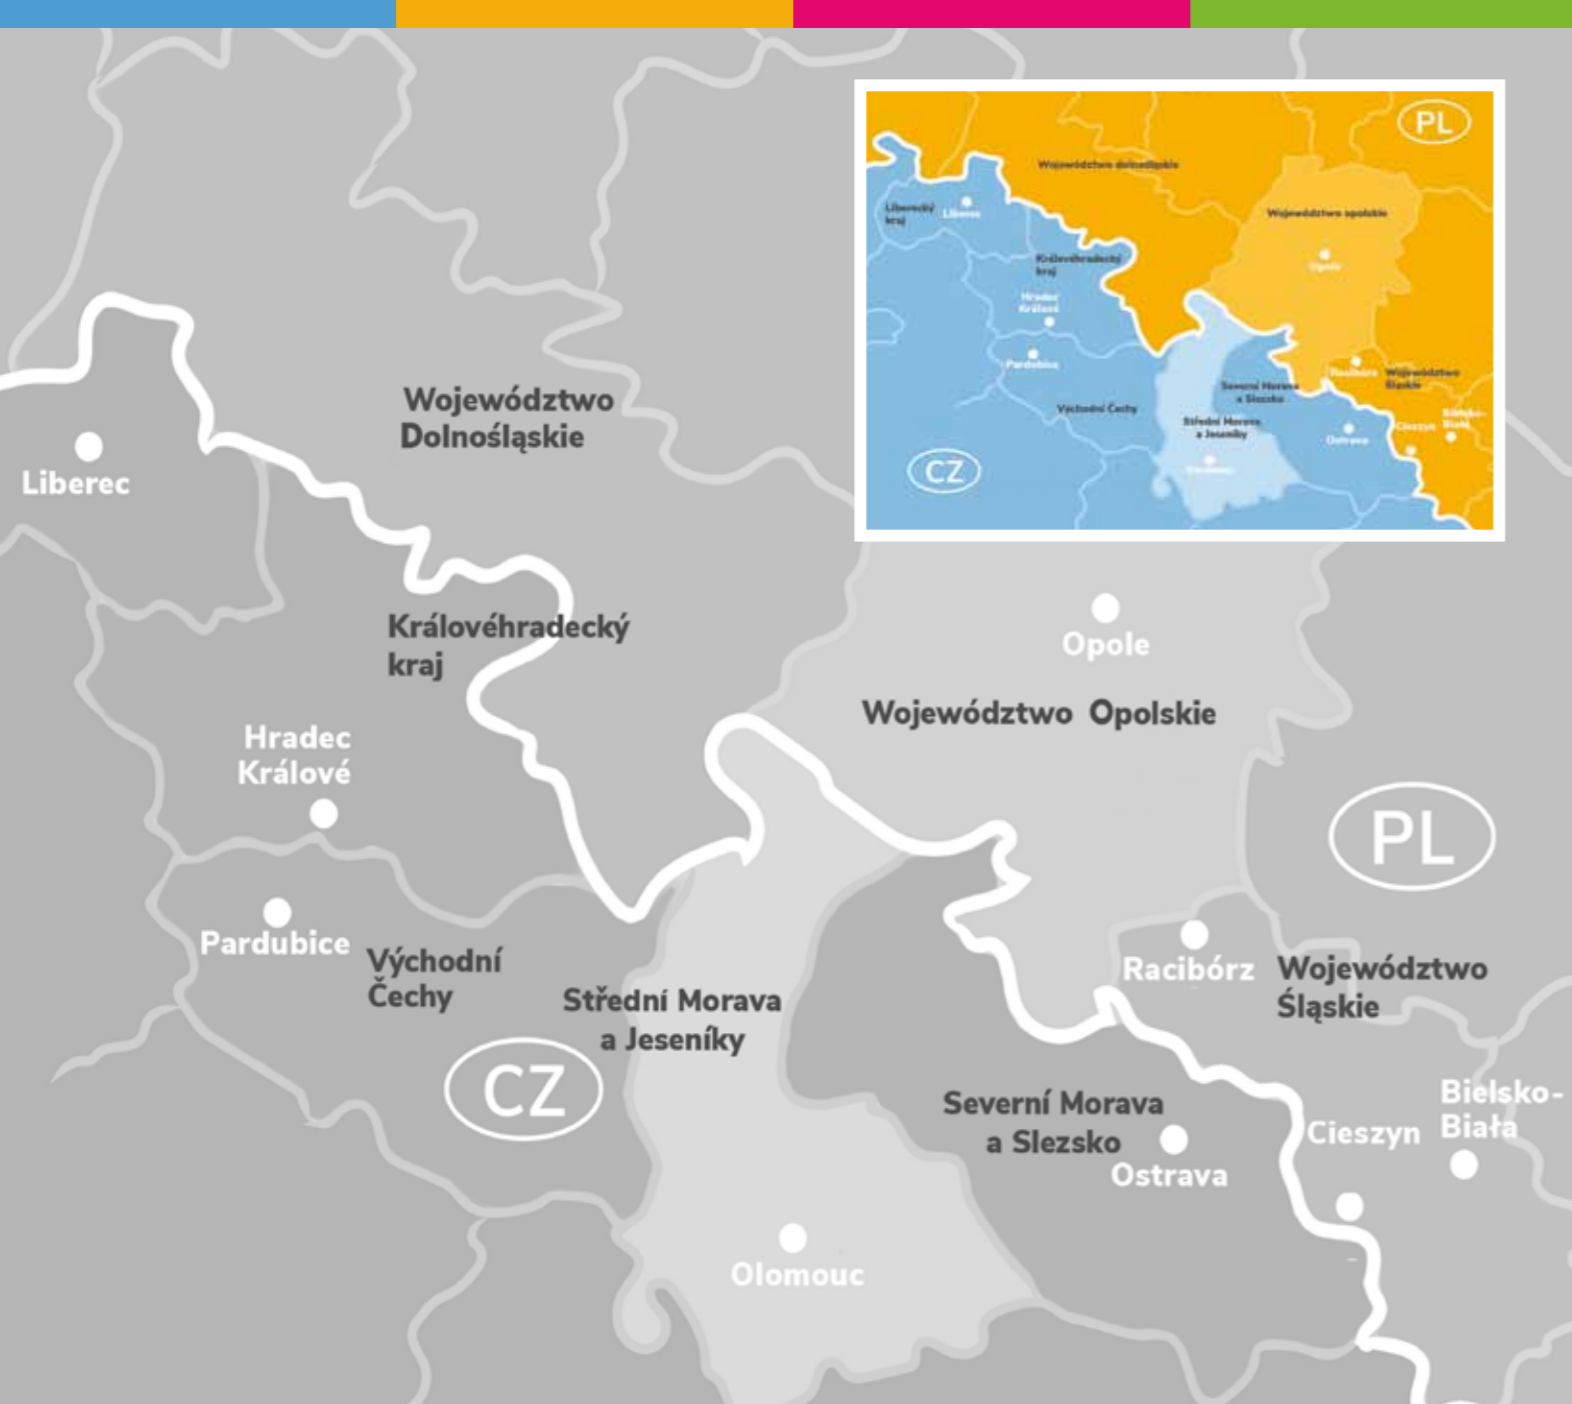 PL
Województwo dolnośląskie
Liberecký
kraj
Liberec
Województwo opolskie
Královéhradecký
kraj
Opole
Hradec
Králové
Pardubice
Racibórz
Województwo
Śląskie
Severní Morava
a Slezsko
Východní Čechy
Střední Morava
a Jeseníky
Bielsko-
Biała
Cieszyn
Ostrava
CZ
Olomouc
Województwo
Dolnośląskie
Liberec
Královéhradecký
kraj
Opole
Województwo Opolskie
Hradec
Králové
PL
Pardubice
Východní
Čechy
Racibórz
Województwo
Śląskie
Střední Morava
a Jeseníky
CZ
Severní Morava
a Slezsko
Ostrava
Cieszyn
Bielsko-
Biała
Olomouc